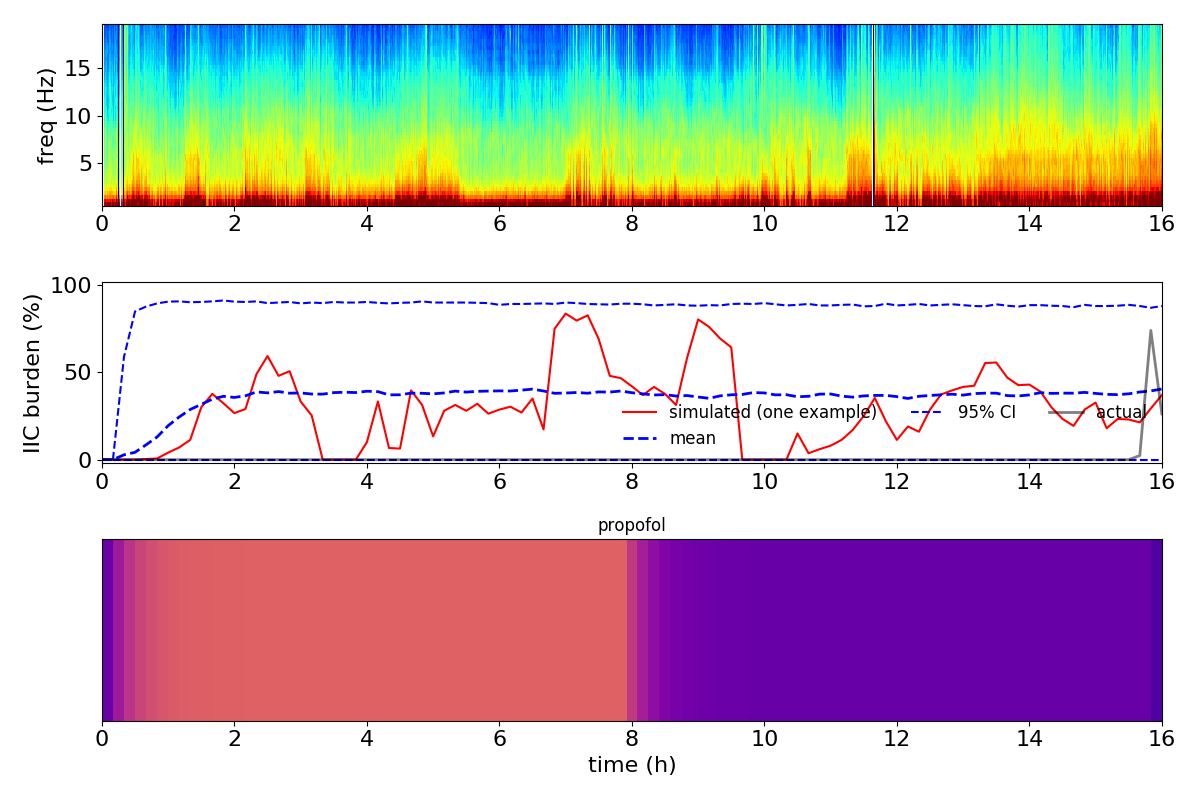 freq (Hz)
15
10
5
0 2 4 6 8 10 12 14 16
IIC burden (%)
100
50
0
simulated (one example) 95% CI actual
mean
0 2 4 6 8 10 12 14 16
propofol
0 2 4 6 8 10 12 14 16
time (h)